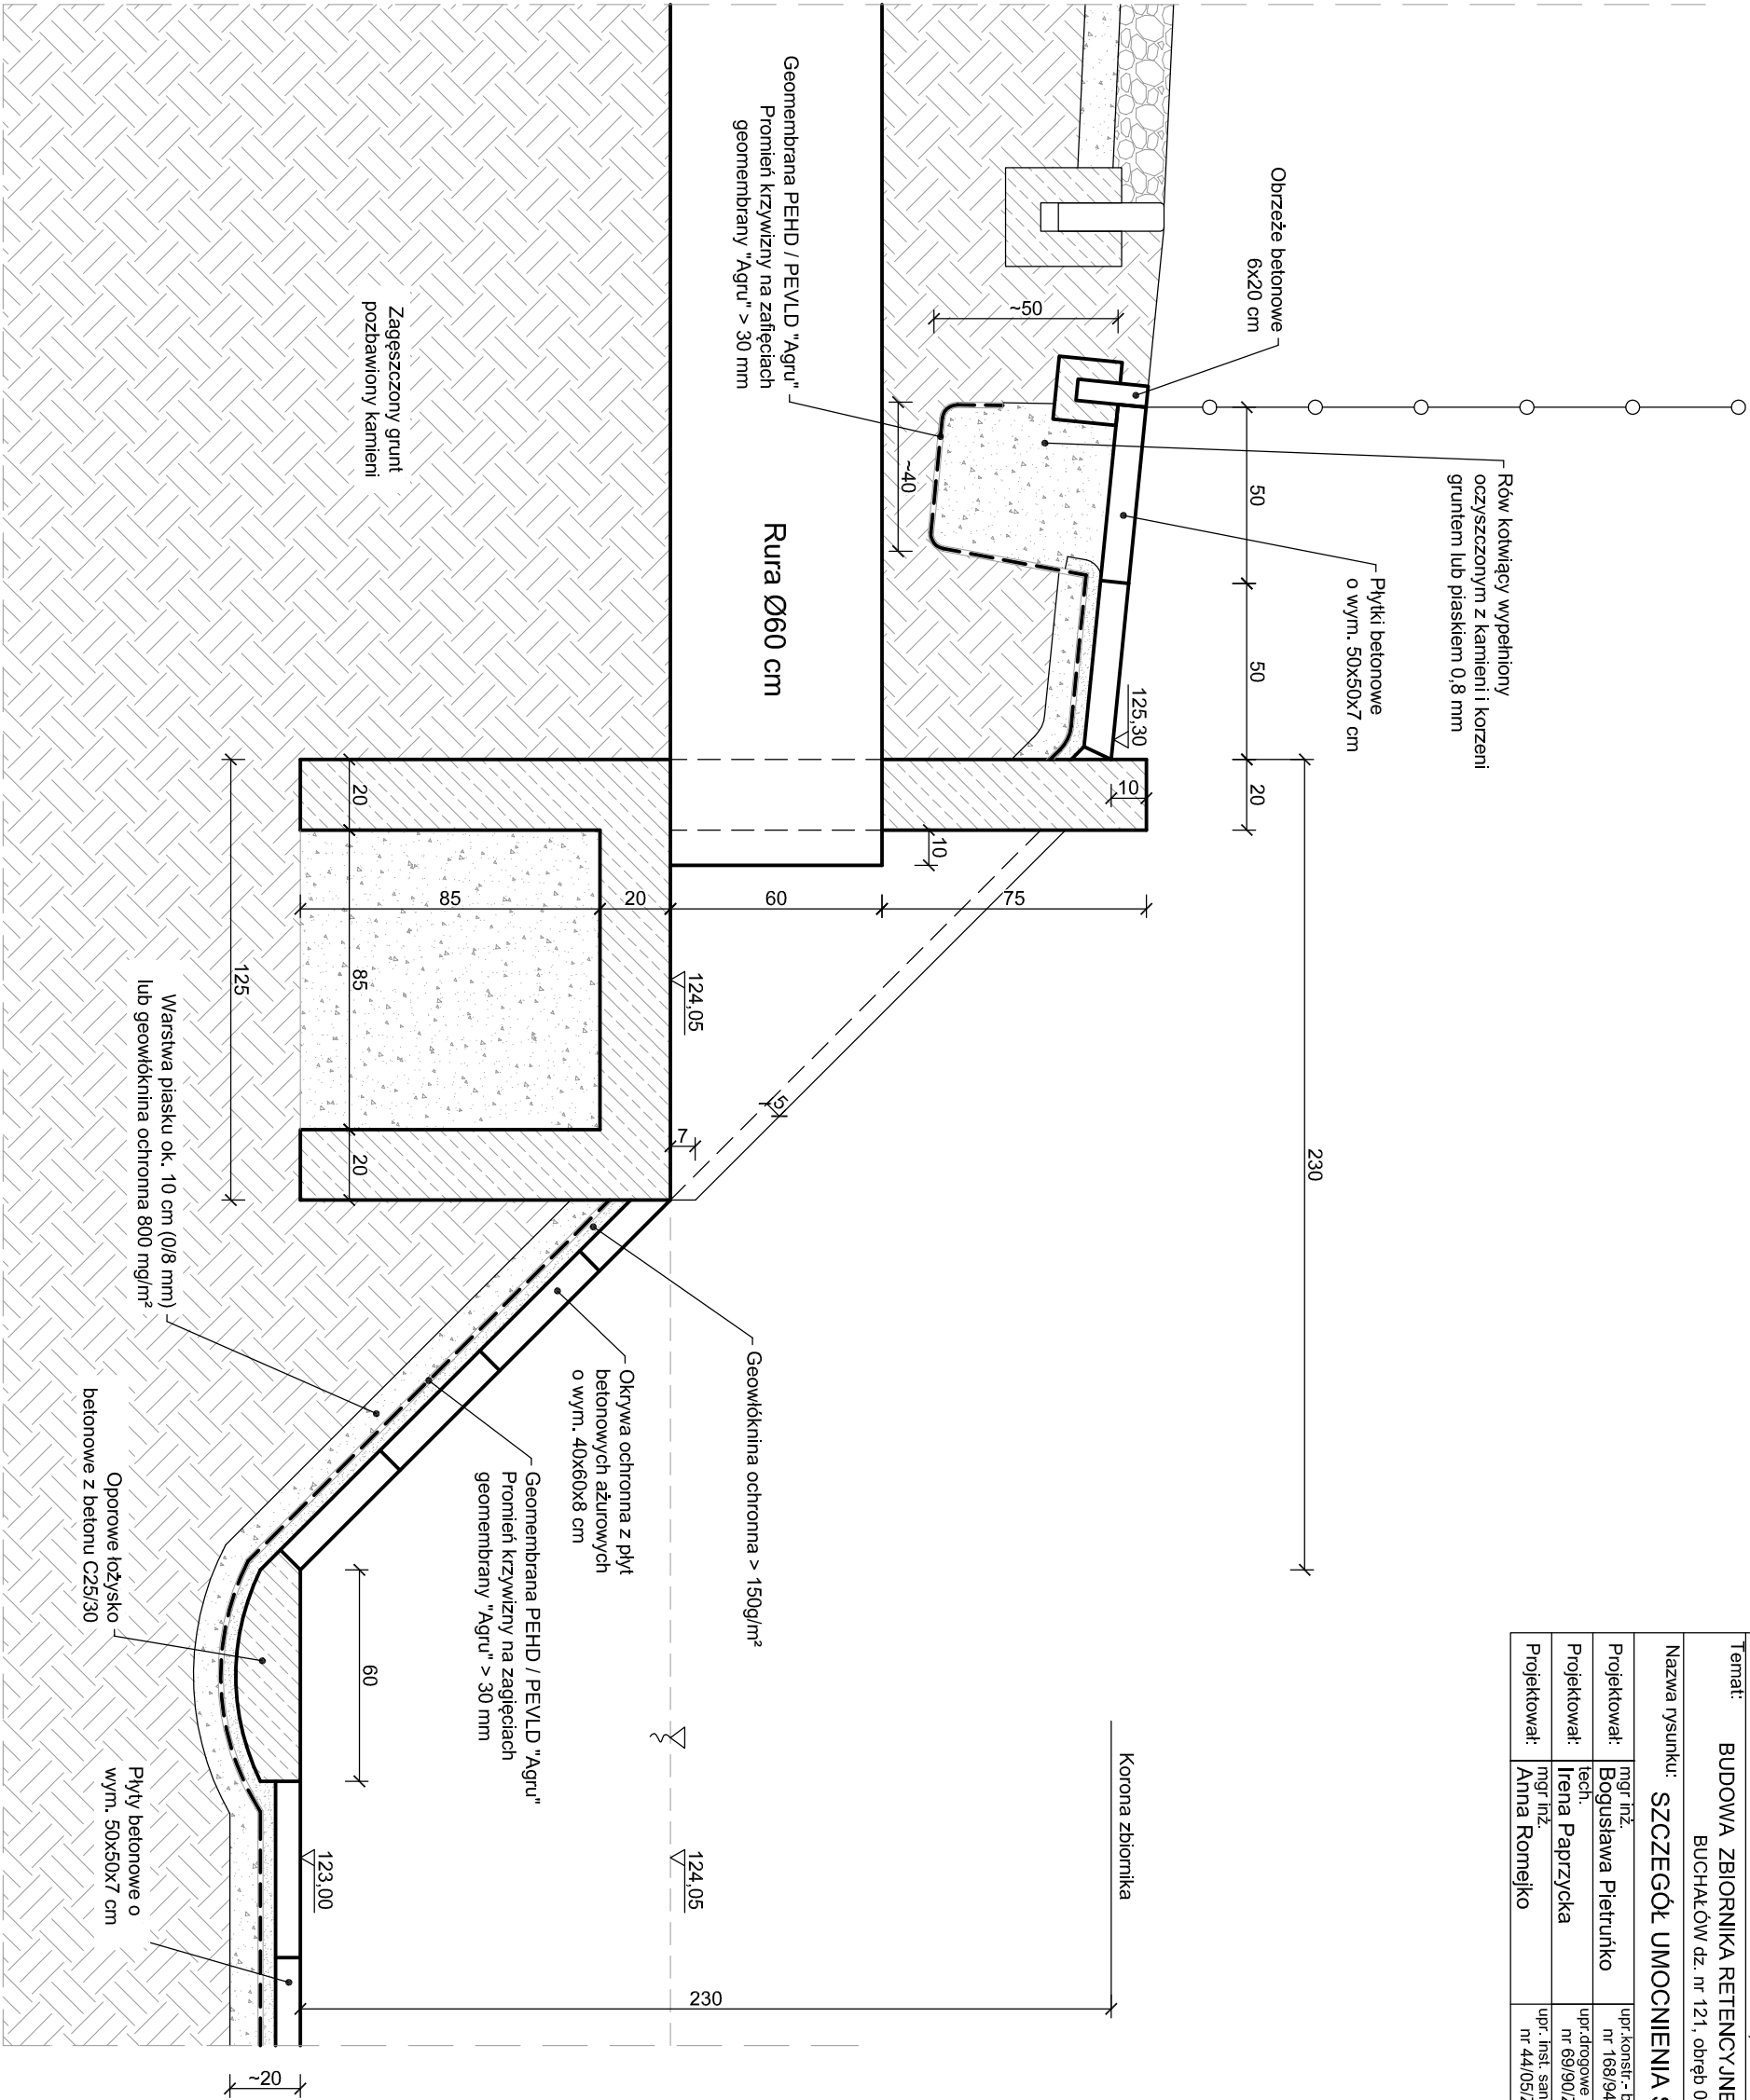 Temat:
BUDOWA ZBIORNIKA RETENCYJNE
BUCHAŁÓW dz. nr 121, obręb 0
Nazwa rysunku:
SZCZEGÓŁ UMOCNIENIA
Projektował:
mgr inż.
Bogusława Pietruńko
upr.konstr.-b
nr 168/94
Projektował:
tech.
Irena Paprzycka
upr.drogowe
nr 69/90/
Projektował:
mgr inż.
Anna Romejko
upr. inst. san
nr 44/05/
Rów kotwiący wypełniony
oczyszczonym z kamieni i korzeni
gruntem lub piaskiem 0,8 mm
Płytki betonowe
o wym. 50x50x7 cm
Obrzeże betonowe
6x20 cm
50
50
20
230
125,30
10
~50
~40
Geomembrana PEHD / PEVLD "Agru"
Promień krzywizny na zafięciach
geomembrany "Agru" > 30 mm
Rura Ø60 cm
10
75
60
20
85
124,05
15
7
Korona zbiornika
230
124,05
123,00
Geowłóknina ochronna > 150g/m²
Okrywa ochronna z płyt
betonowych ażurowych
o wym. 40x60x8 cm
Geomembrana PEHD / PEVLD "Agru"
Promień krzywizny na zagięciach
geomembrany "Agru" > 30 mm
Zagęszczony grunt
pozbawiony kamieni
20
85
20
125
60
Warstwa piasku ok. 10 cm (0/8 mm)
lub geowłóknina ochronna 800 mg/m²
Oporowe łożysko
betonowe z betonu C25/30
Płyty betonowe o
wym. 50x50x7 cm
~20